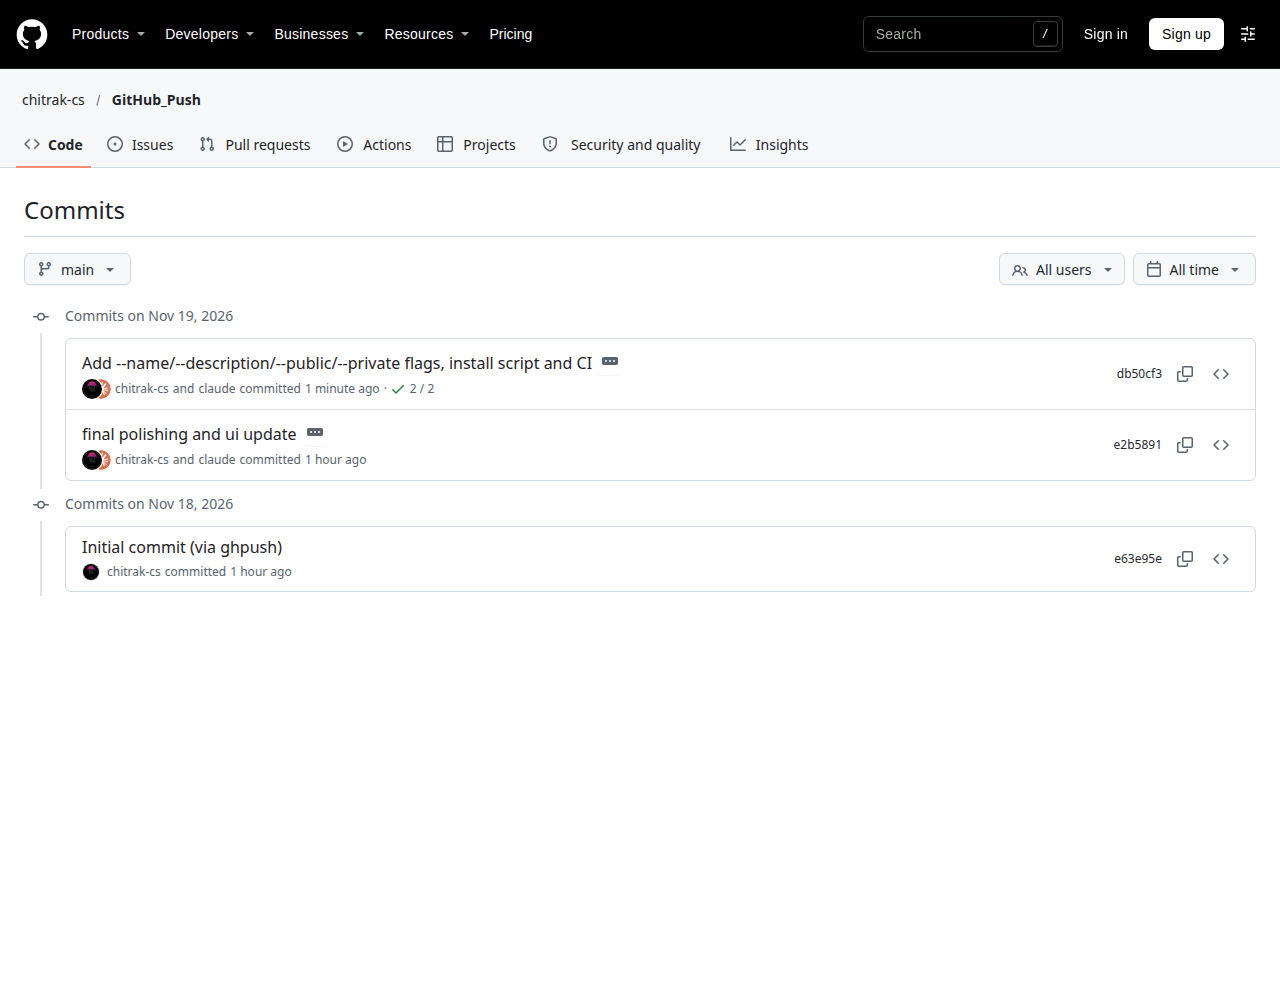 Products Developers Businesses Resources Pricing Search / Sign in Sign up
chitrak-cs / GitHub_Push
Code Issues Pull requests Actions Projects Security and quality Insights
Commits
main All users All time
Commits on Nov 19, 2026
Add --name/--description/--public/--private flags, install script and CI
db50cf3
chitrak-cs and claude committed 1 minute ago · 2 / 2
final polishing and ui update
e2b5891
chitrak-cs and claude committed 1 hour ago
Commits on Nov 18, 2026
Initial commit (via ghpush)
e63e95e
chitrak-cs committed 1 hour ago